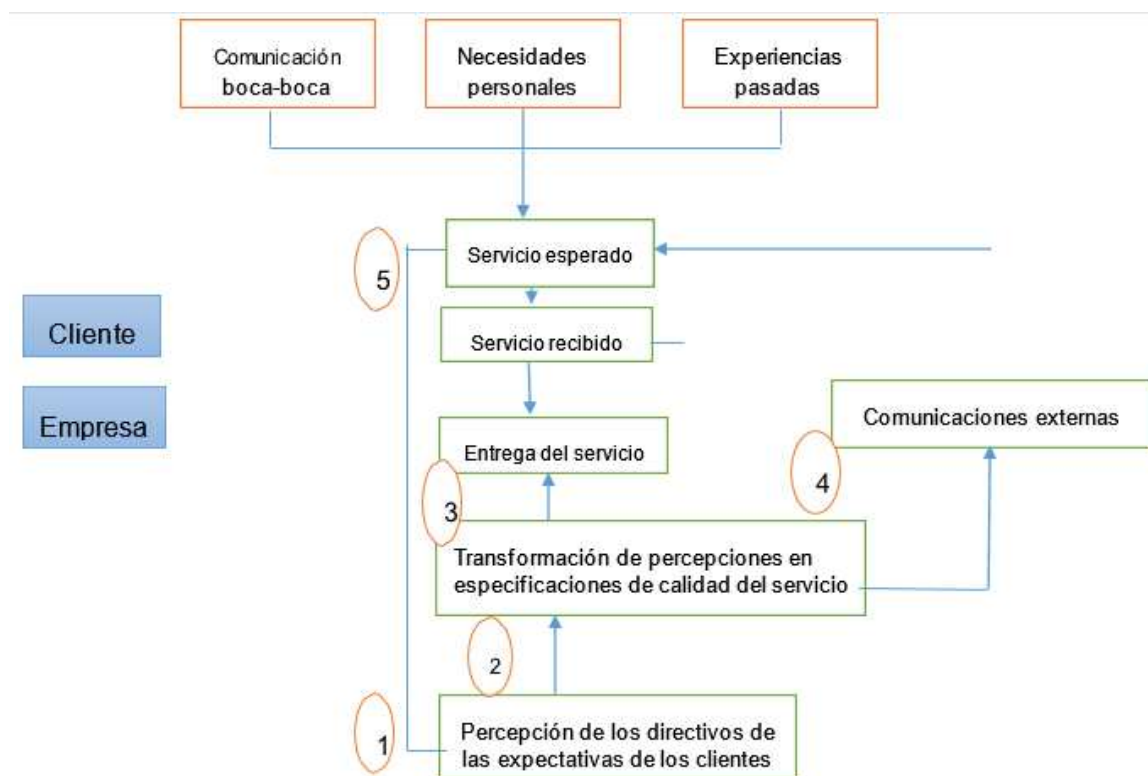 Comunicación
boca-boca
Necesidades
personales
Experiencias
pasadas
Servicio esperado
5
Cliente
Servicio recibido
Empresa
Comunicaciones externas
Entrega del servicio
4
3
Transformación de percepciones en
especificaciones de calidad del servicio
2
Percepción de los directivos de
las expectativas de los clientes
1